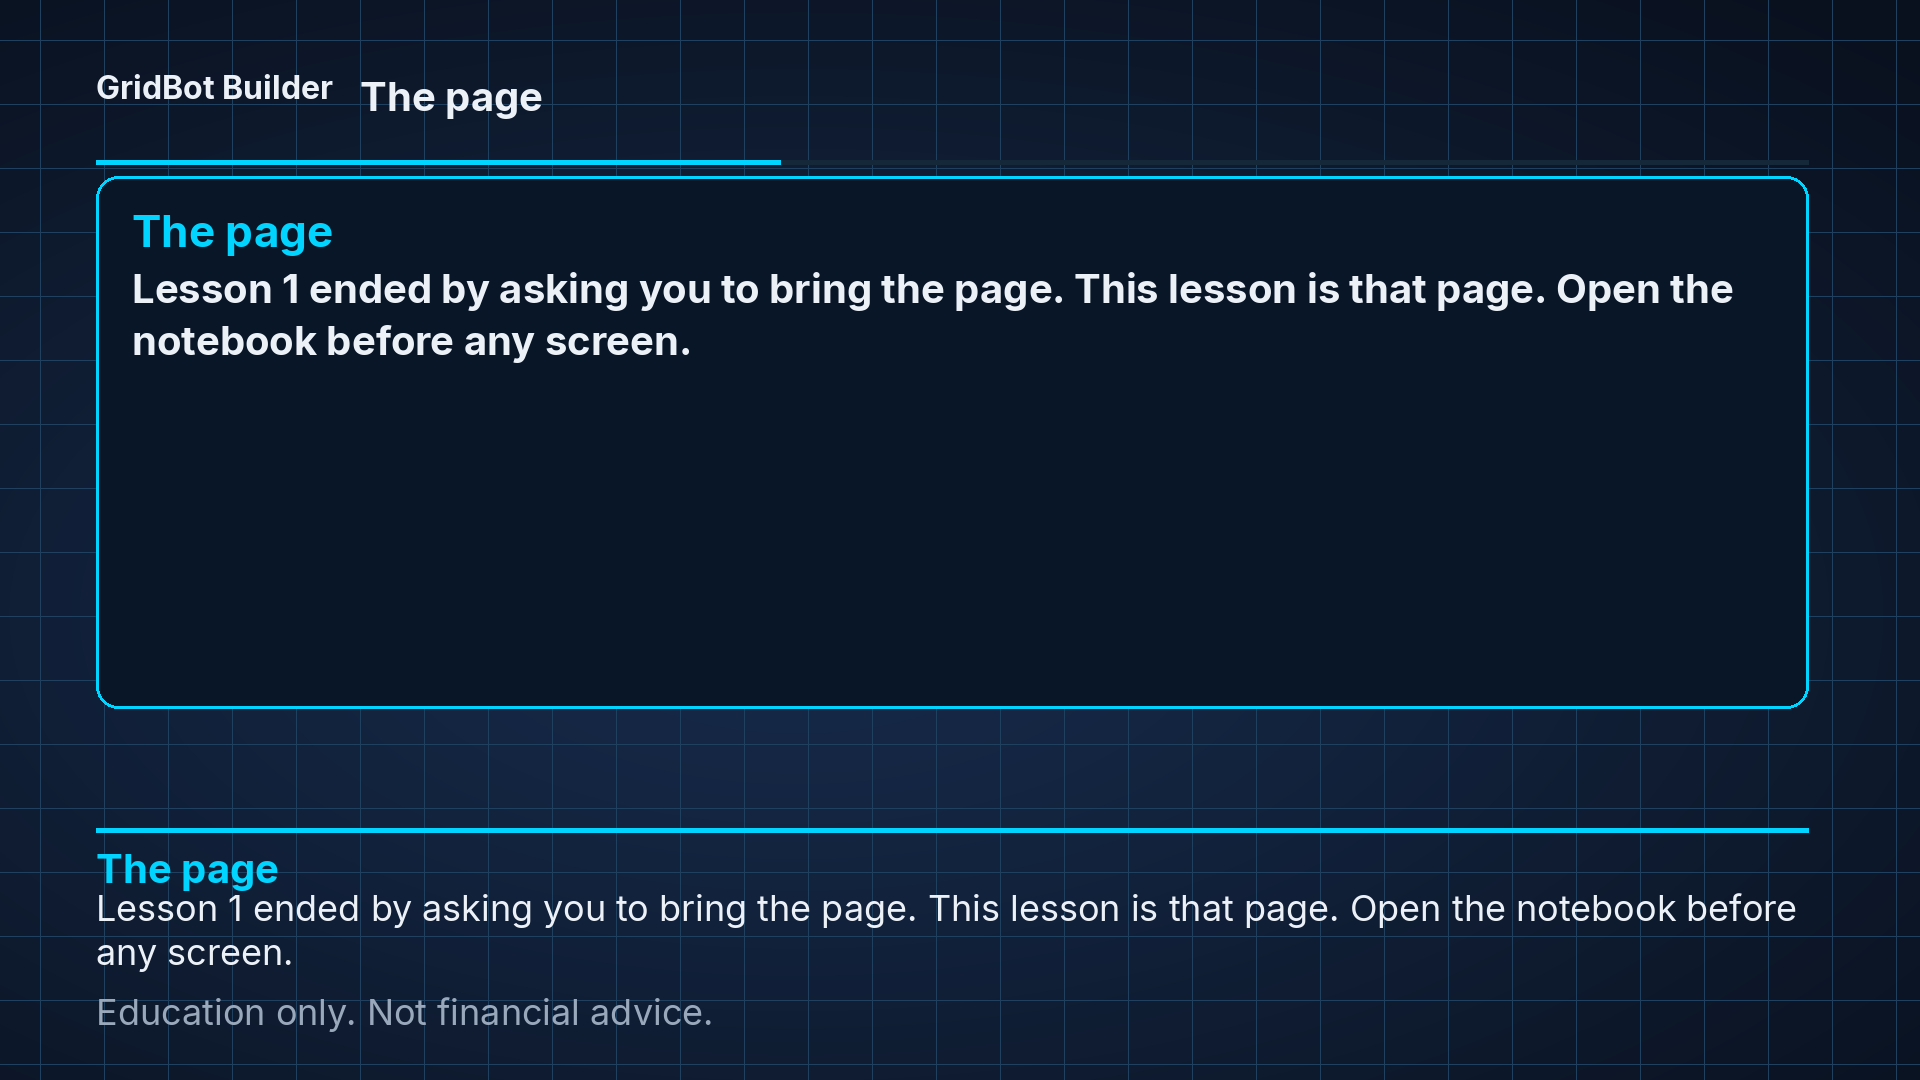 GridBot Builder The page
The page
Lesson 1 ended by asking you to bring the page. This lesson is that page. Open the
notebook before any screen.
The page
Lesson 1 ended by asking you to bring the page. This lesson is that page. Open the notebook before
any screen.
Education only. Not financial advice.